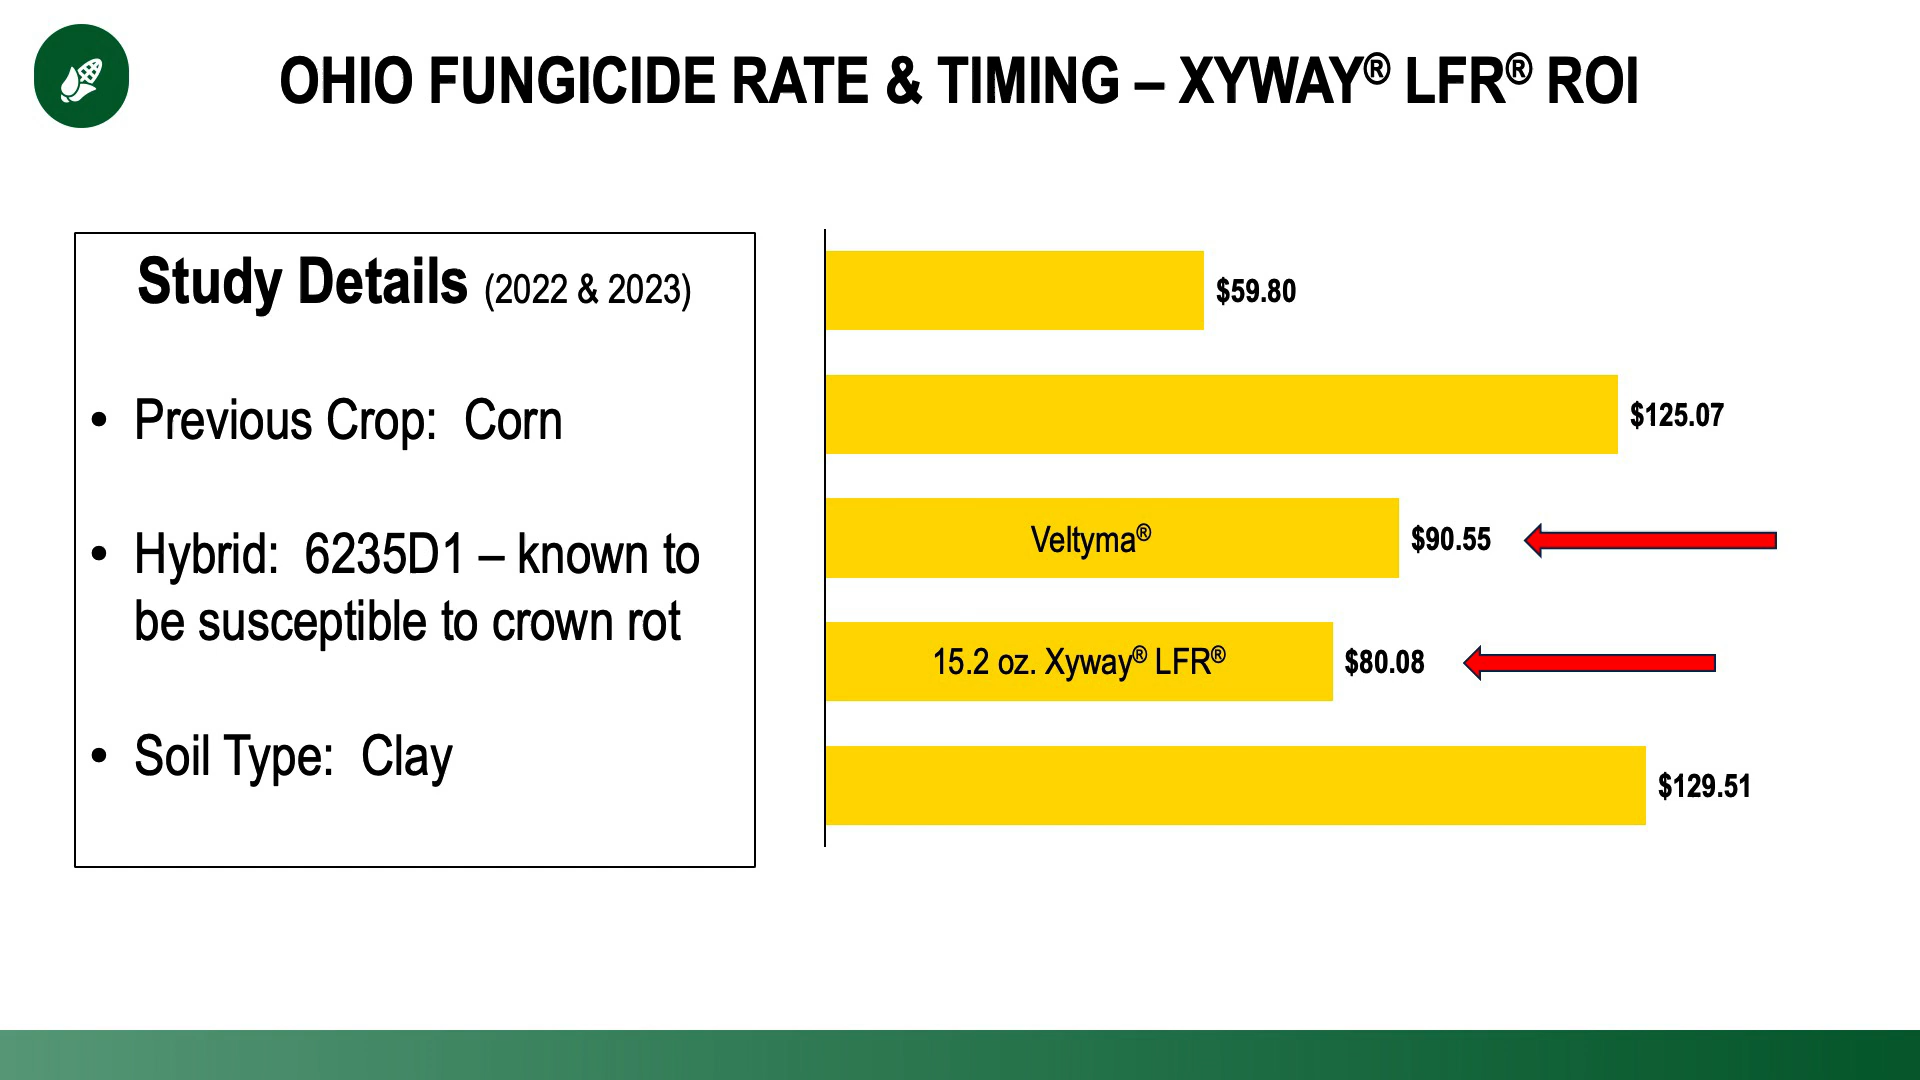 OHIO FUNGICIDE RATE & TIMING – XYWAY® LFR® ROI
Study Details (2022 & 2023)
• Previous Crop: Corn
• Hybrid: 6235D1 – known to
be susceptible to crown rot
• Soil Type: Clay
$59.80
$125.07
Veltyma® $90.55
15.2 oz. Xyway® LFR® $80.08
$129.51